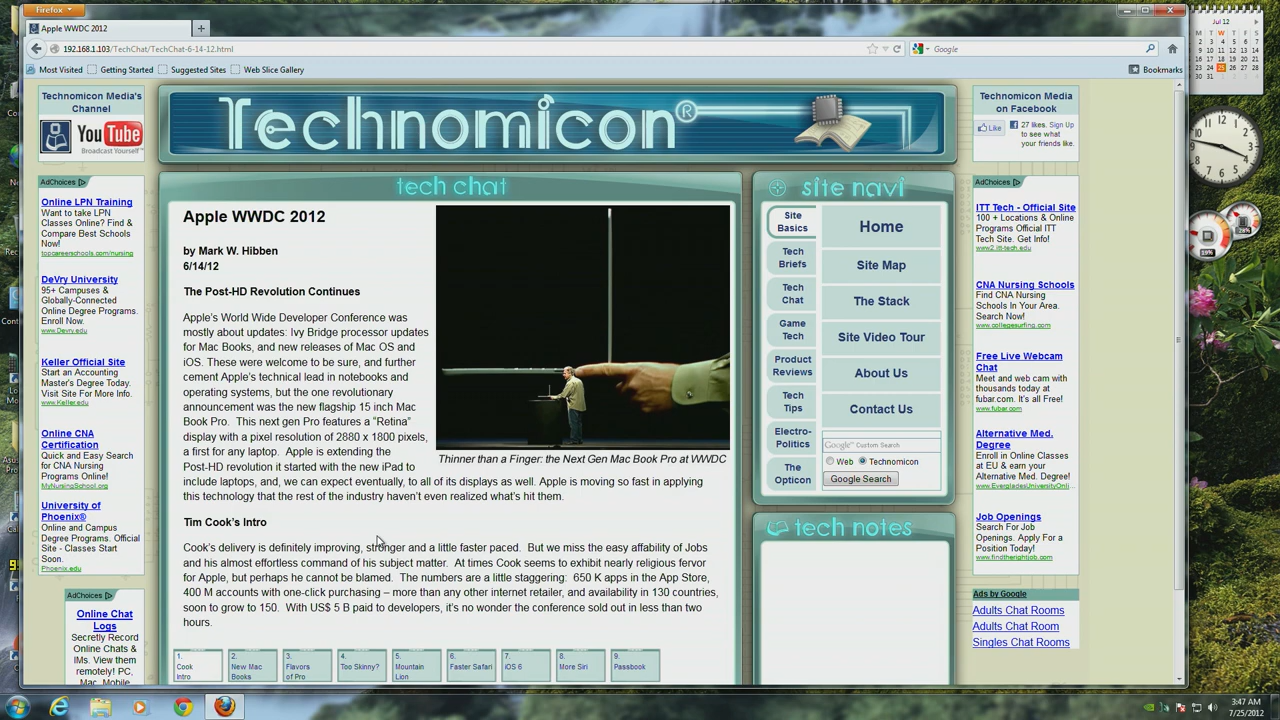 Firefox
Apple WWDC 2012
192.168.1.103/TechChat/TechChat-6-14-12.html
Google
Most Visited
Getting Started
Suggested Sites
Web Slice Gallery
Bookmarks
Technomicon Media's
Channel
You Tube
Broadcast Yourself™
Technomicon®
Technomicon Media
on Facebook
Like
27 likes. Sign Up
to see what
your friends like.
AdChoices
Online LPN Training
Want to take LPN
Classes Online? Find &
Compare Best Schools
Now!
topcareerschools.com/nursing
DeVry University
95+ Campuses &
Globally-Connected
Online Degree Programs.
Enroll Now.
www.Devry.edu
Keller Official Site
Start an Accounting
Master's Degree Today.
Visit Site For More Info.
www.Keller.edu
Online CNA
Certification
Quick and Easy Search
for CNA Nursing
Programs Online!
MyNursingSchool.org
University of
Phoenix®
Online and Campus
Degree Programs. Official
Site - Classes Start
Soon.
Phoenix.edu
AdChoices
Online Chat
Logs
Secretly Record
Online Chats &
IMs. View them
remotely! PC,
Mac, Mobile
tech chat
Apple WWDC 2012
by Mark W. Hibben
6/14/12
The Post-HD Revolution Continues
Apple's World Wide Developer Conference was
mostly about updates: Ivy Bridge processor updates
for Mac Books, and new releases of Mac OS and
iOS. These were welcome to be sure, and further
cement Apple's technical lead in notebooks and
operating systems, but the one revolutionary
announcement was the new flagship 15 inch Mac
Book Pro. This next gen Pro features a "Retina"
display with a pixel resolution of 2880 x 1800 pixels,
a first for any laptop. Apple is extending the
Post-HD revolution it started with the new iPad to
include laptops, and, we can expect eventually, to all of its displays as well. Apple is moving so fast in applying
this technology that the rest of the industry haven't even realized what's hit them.
Thinner than a Finger: the Next Gen Mac Book Pro at WWDC
Tim Cook's Intro
Cook's delivery is definitely improving, stronger and a little faster paced. But we miss the easy affability of Jobs
and his almost effortless command of his subject matter. At times Cook seems to exhibit nearly religious fervor
for Apple, but perhaps he cannot be blamed. The numbers are a little staggering: 650 K apps in the App Store,
400 M accounts with one-click purchasing – more than any other internet retailer, and availability in 130 countries,
soon to grow to 150. With US$ 5 B paid to developers, it's no wonder the conference sold out in less than two
hours.
1.
Cook
Intro
2.
New Mac
Books
3.
Flavors
of Pro
4.
Too Skinny?
5.
Mountain
Lion
6.
Faster Safari
7.
iOS 6
8.
More Siri
9.
Passbook
site navi
Site
Basics
Tech
Briefs
Tech
Chat
Game
Tech
Product
Reviews
Tech
Tips
Electro-
Politics
The
Opticon
Home
Site Map
The Stack
Site Video Tour
About Us
Contact Us
Google Custom Search
Web
Technomicon
Google Search
tech notes
AdChoices
ITT Tech - Official Site
100 + Locations & Online
Programs Official ITT
Tech Site. Get Info!
www2.itt-tech.edu
CNA Nursing Schools
Find CNA Nursing
Schools In Your Area.
Search Now!
www.collegesurfing.com
Free Live Webcam
Chat
Meet and web cam with
thousands today at
fubar.com. It's all Free!
www.fubar.com
Alternative Med.
Degree
Enroll in Online Classes
at EU & earn your
Alternative Med. Degree!
www.EvergladesUniversityOnli...
Job Openings
Search For Job
Openings. Apply For a
Position Today!
www.findtherightjob.com
Ads by Google
Adults Chat Rooms
Adults Chat Room
Singles Chat Rooms
Jul 12
M T W T F S
19%
28%
3:47 AM
7/25/2012